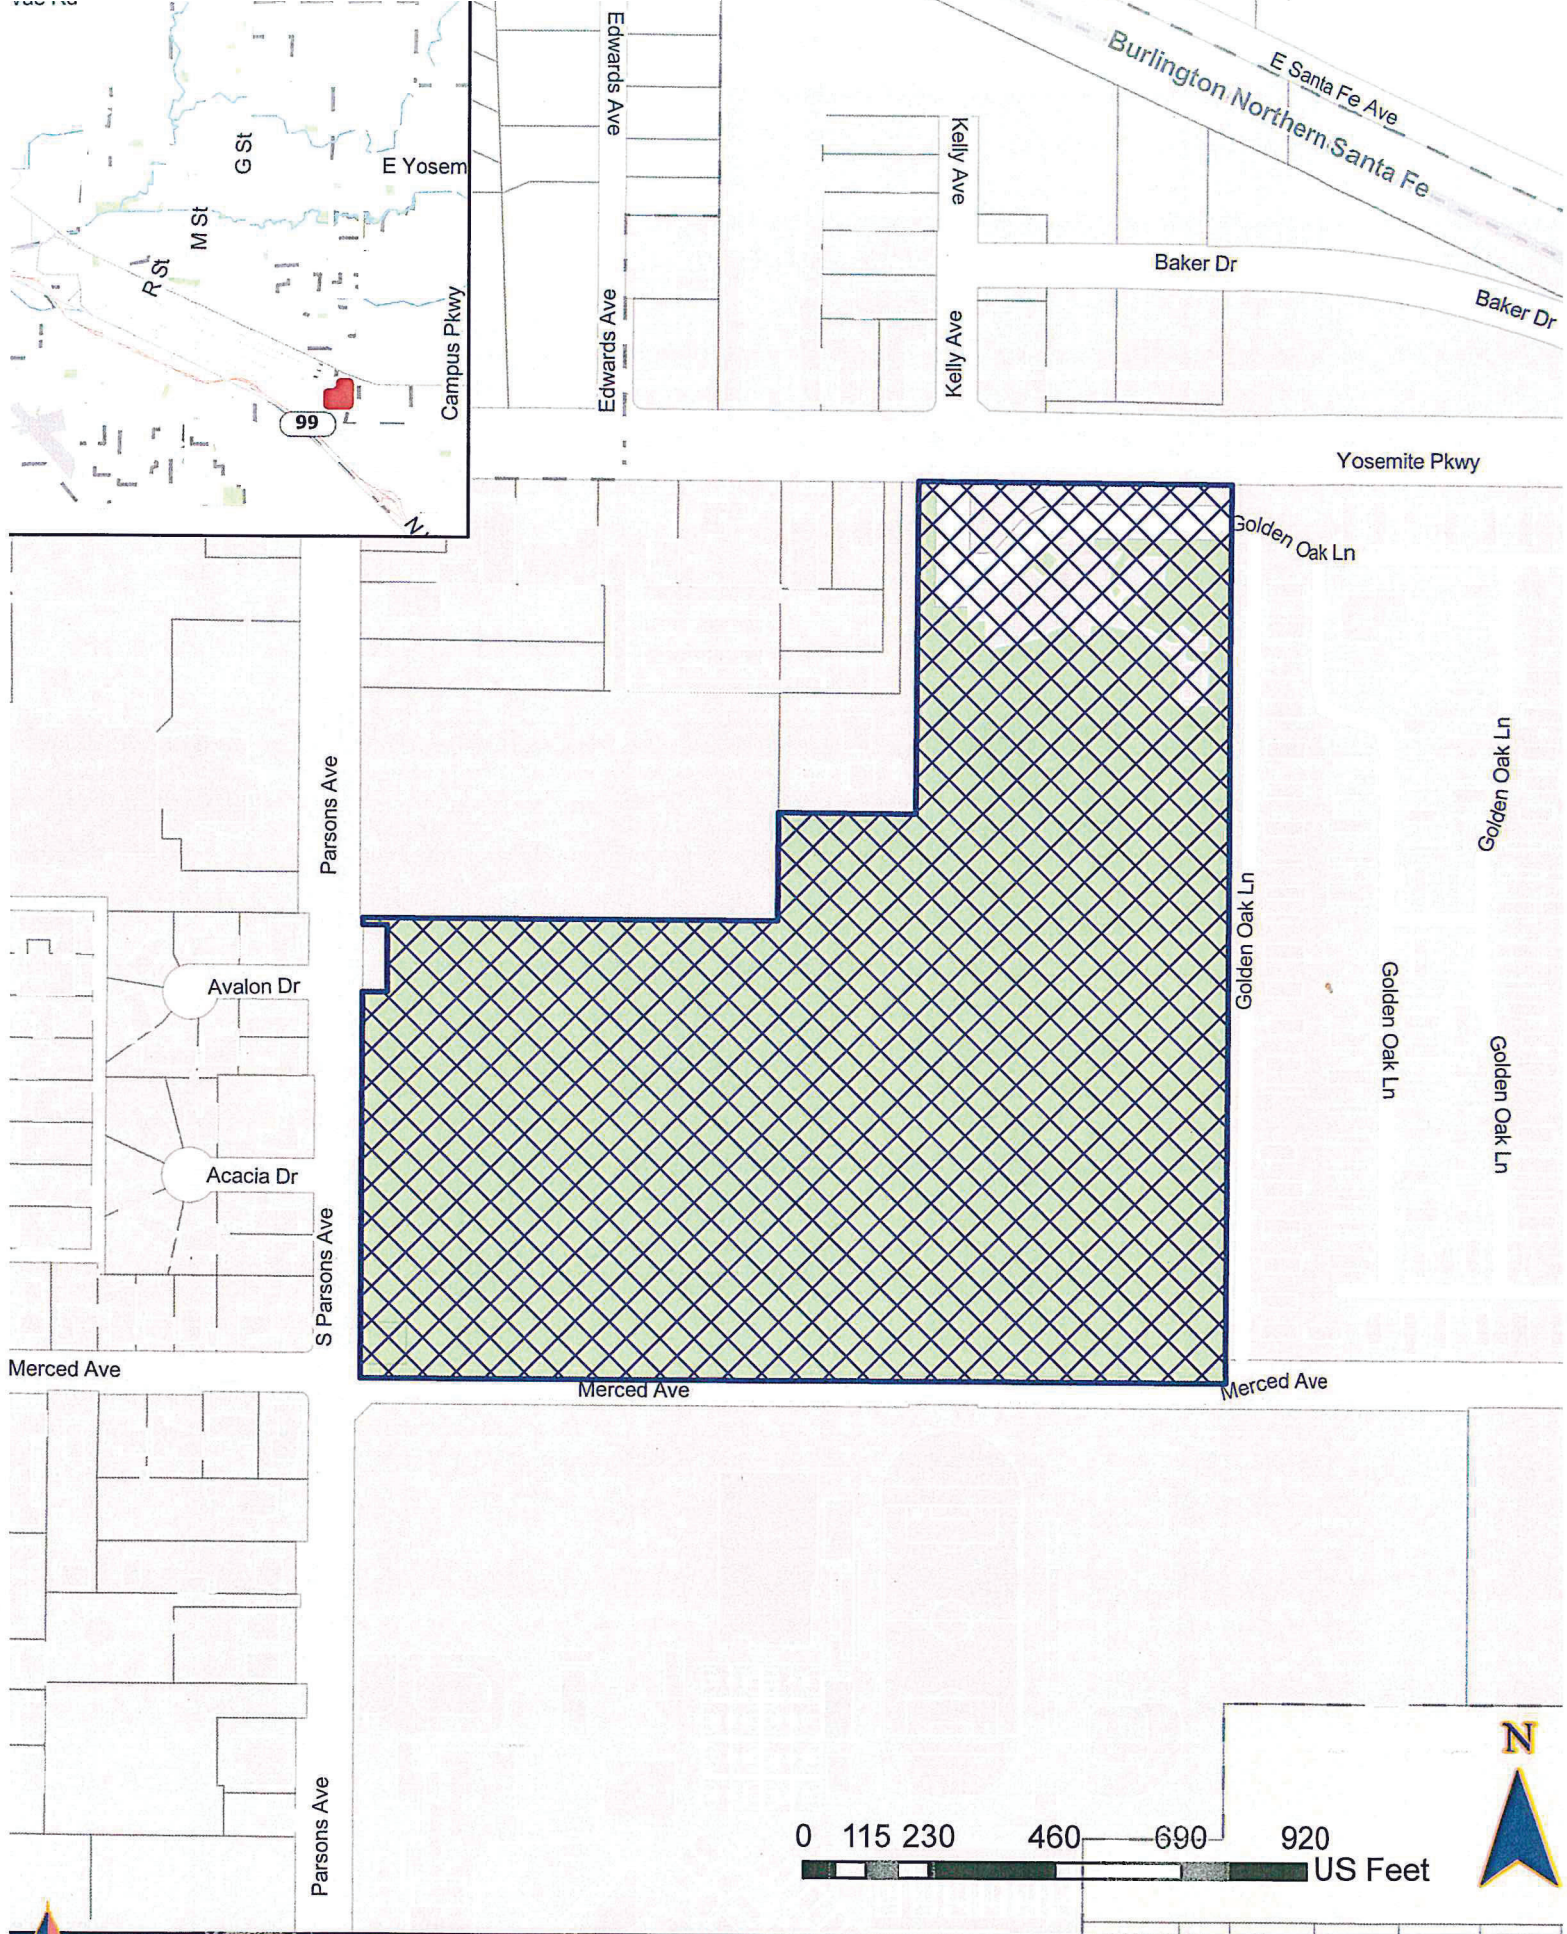 G St
E Yosem
M St
R St
Campus Pkwy
99
N
Edwards Ave
Edwards Ave
Kelly Ave
Kelly Ave
E Santa Fe Ave
Burlington Northern Santa Fe
Baker Dr
Baker Dr
Yosemite Pkwy
Golden Oak Ln
Golden Oak Ln
Parsons Ave
Golden Oak Ln
Avalon Dr
Golden Oak Ln
Golden Oak Ln
Acacia Dr
S Parsons Ave
Merced Ave
Merced Ave
Merced Ave
Parsons Ave
N
0 115 230 460 690 920
US Feet